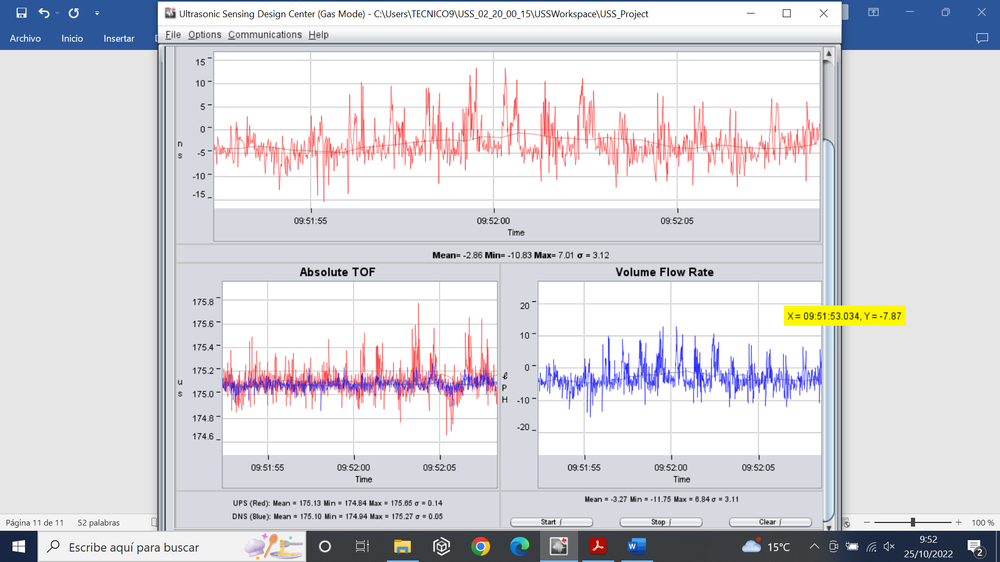 Ultrasonic Sensing Design Center (Gas Mode) - C:\Users\TECNICO9\USS_02_20_00_15\USSWorkspace\USS_Project
Archivo Inicio Insertar
File Options Communications Help
15
10
5
0
-5
-10
-15
n
s
09:51:55 09:52:00 09:52:05
Time
Mean= -2.86 Min= -10.83 Max= 7.01 σ = 3.12
Absolute TOF
175.8
175.6
175.4
175.2
175.0
174.8
174.6
u
s
09:51:55 09:52:00 09:52:05
Time
UPS (Red): Mean = 175.13 Min = 174.84 Max = 175.65 σ = 0.14
DNS (Blue): Mean = 175.10 Min = 174.94 Max = 175.27 σ = 0.05
Volume Flow Rate
20
10
0
-10
-20
ℓ
P
H
X = 09:51:53.034, Y = -7.87
09:51:55 09:52:00 09:52:05
Time
Mean = -3.27 Min = -11.75 Max = 6.84 σ = 3.11
Start ∫ Stop ∫ Clear ∫
Página 11 de 11 52 palabras 100 %
Escribe aquí para buscar
15°C
9:52
25/10/2022
2